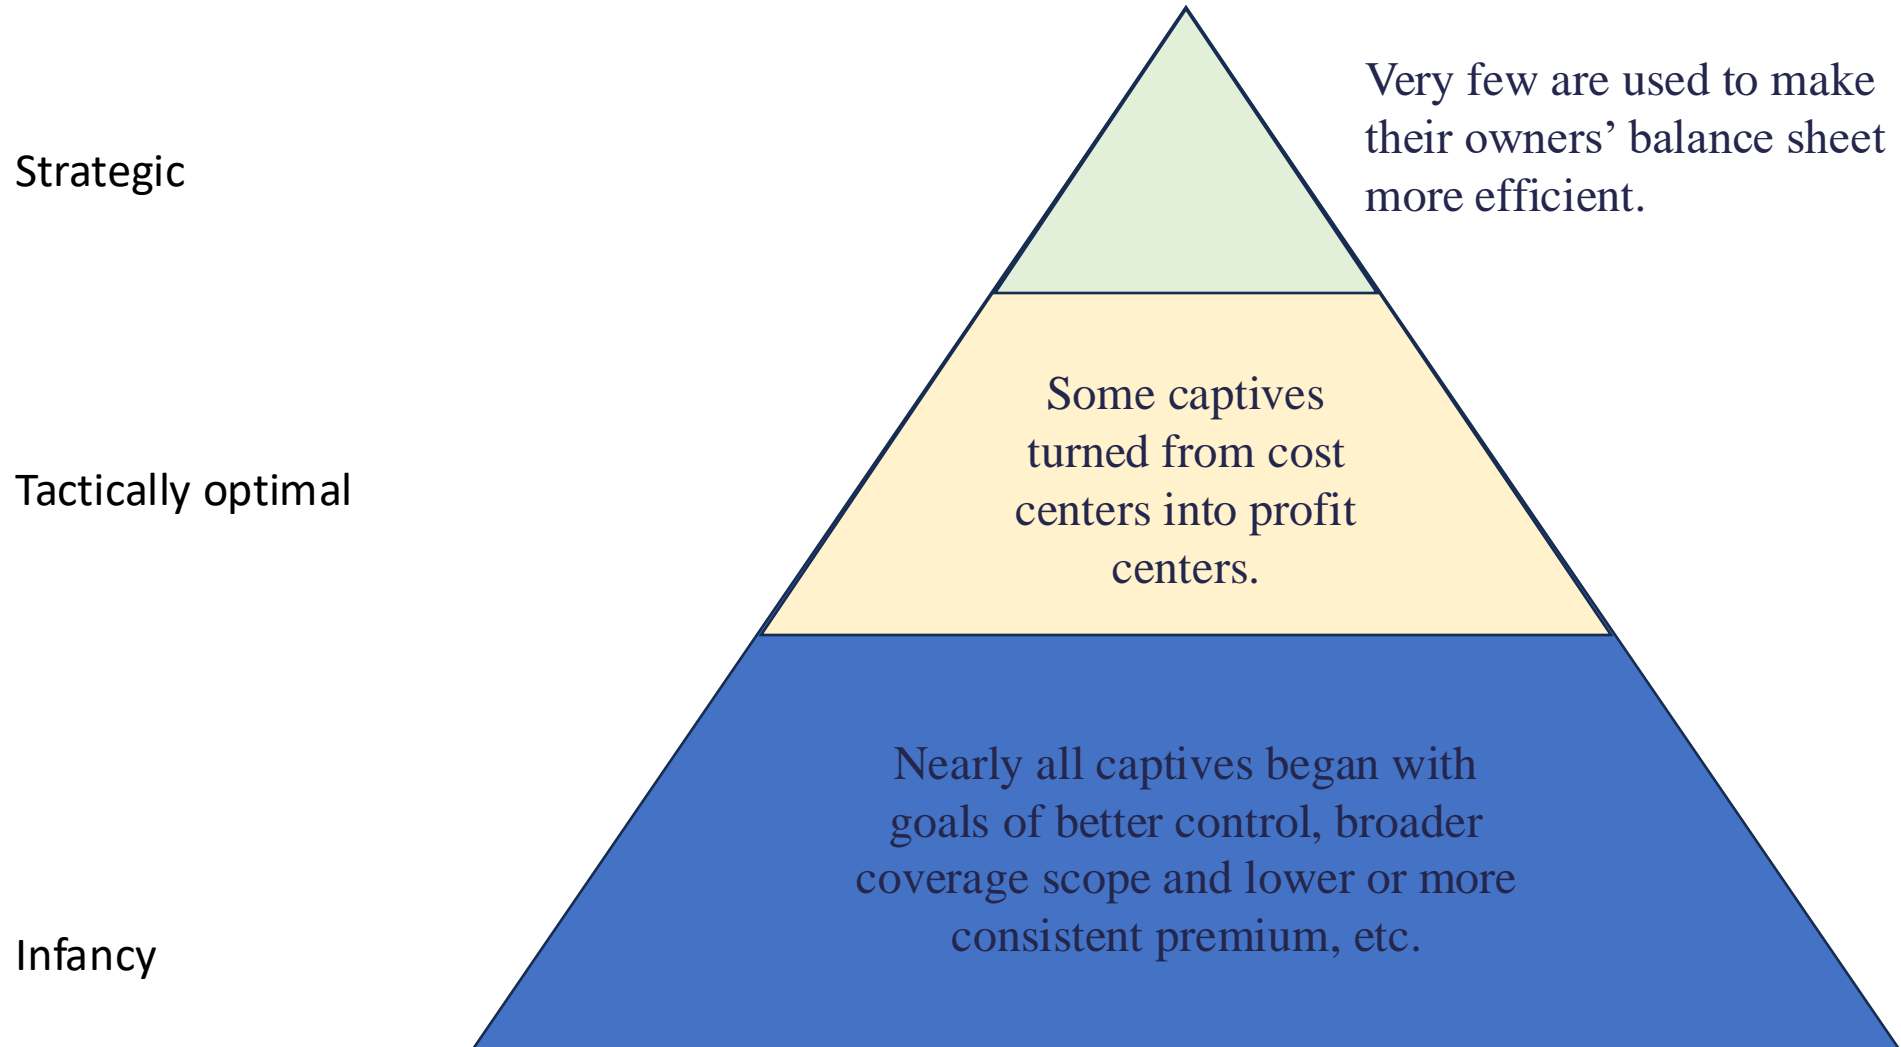 Very few are used to make
their owners’ balance sheet
more efficient.
Strategic
Some captives
turned from cost
centers into profit
centers.
Tactically optimal
Nearly all captives began with
goals of better control, broader
coverage scope and lower or more
consistent premium, etc.
Infancy